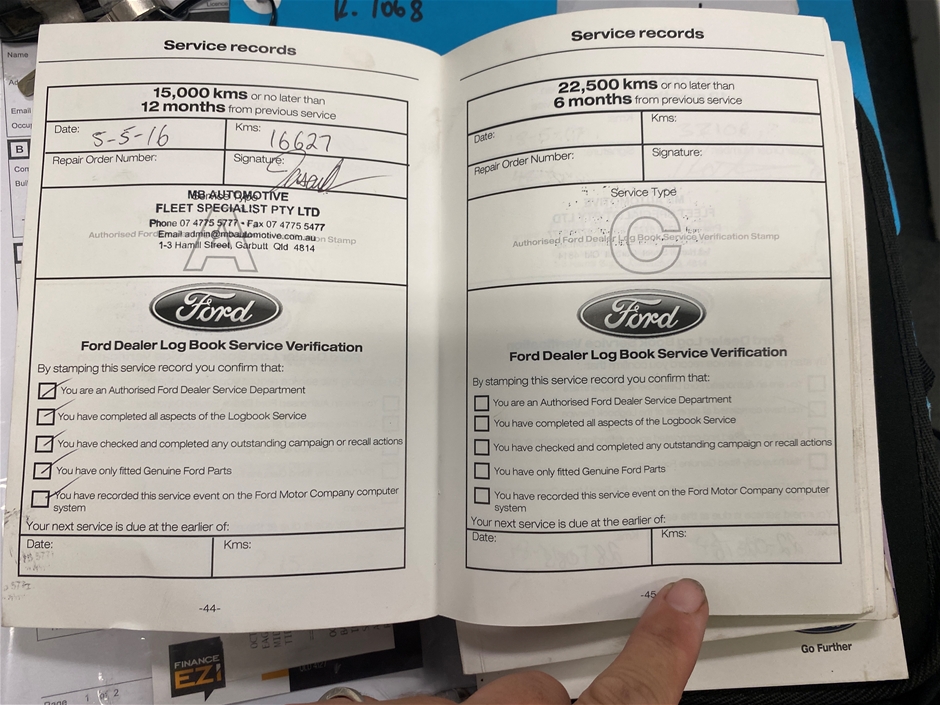 R. 1068
Name
Email
B
Service records
15,000 kms or no later than
12 months from previous service
Date: 5-5-16
Kms: 16627
Repair Order Number:
Signature:
MB AUTOMOTIVE
FLEET SPECIALIST PTY LTD
Phone 07 4775 5777 • Fax 07 4775 5477
Email admin@mbautomotive.com.au
1-3 Hamill Street, Garbutt Qld 4814
A
Ford
Ford Dealer Log Book Service Verification
By stamping this service record you confirm that:
You are an Authorised Ford Dealer Service Department
You have completed all aspects of the Logbook Service
You have checked and completed any outstanding campaign or recall actions
You have only fitted Genuine Ford Parts
You have recorded this service event on the Ford Motor Company computer
system
Your next service is due at the earlier of:
Date:
Kms:
-44-
Service records
22,500 kms or no later than
6 months from previous service
Date:
Kms:
Repair Order Number:
Signature:
Service Type
Authorised Ford Dealer Log Book Service Verification Stamp
C
Ford
Ford Dealer Log Book Service Verification
By stamping this service record you confirm that:
You are an Authorised Ford Dealer Service Department
You have completed all aspects of the Logbook Service
You have checked and completed any outstanding campaign or recall actions
You have only fitted Genuine Ford Parts
You have recorded this service event on the Ford Motor Company computer
system
Your next service is due at the earlier of:
Date:
Kms:
-45
Go Further
FINANCE
EZI
Page 1 of 2